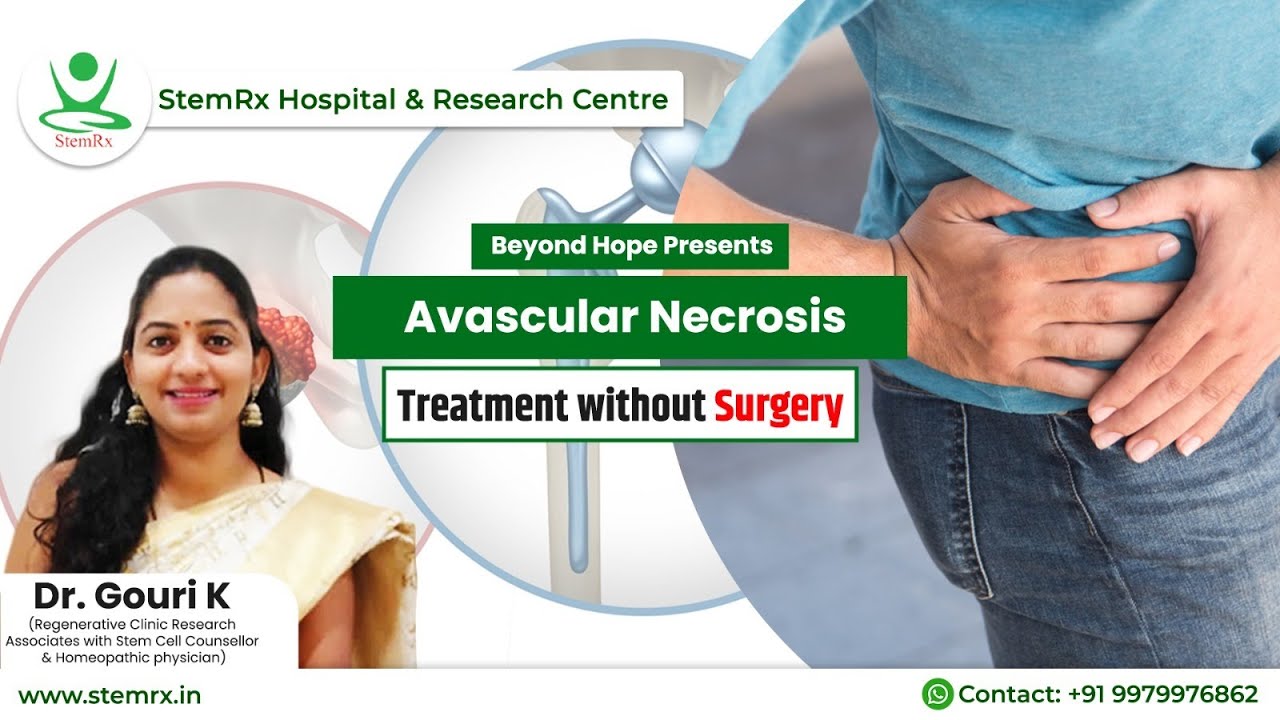 StemRx
StemRx Hospital & Research Centre
Beyond Hope Presents
Avascular Necrosis
Treatment without Surgery
Dr. Gouri K
(Regenerative Clinic Research
Associates with Stem Cell Counsellor
& Homeopathic physician)
www.stemrx.in
Contact: +91 9979976862